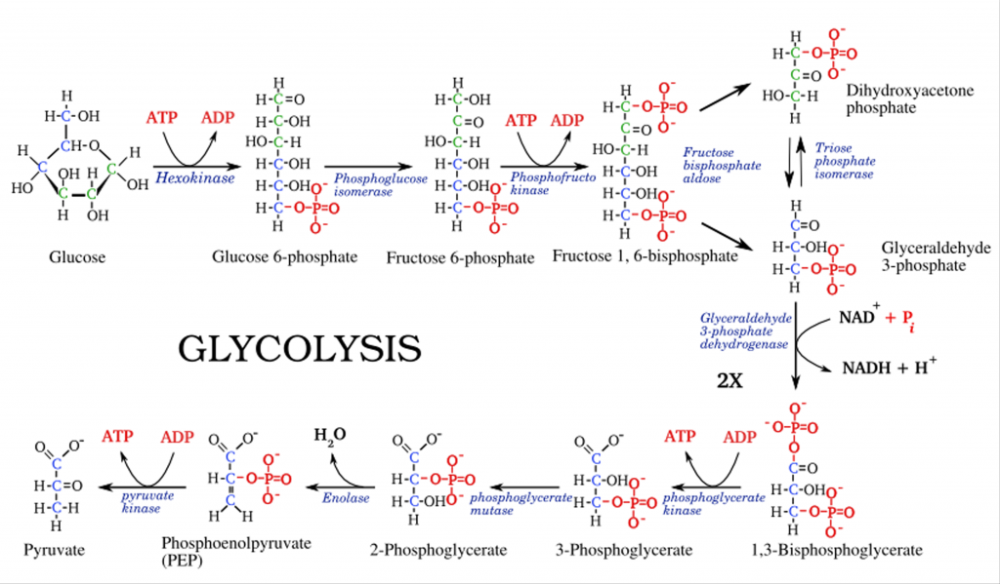 ATP
ADP
Hexokinase
Glucose
Glucose 6-phosphate
Phosphoglucose
isomerase
Fructose 6-phosphate
ATP
ADP
Phosphofructo
kinase
Fructose 1, 6-bisphosphate
Fructose
bisphosphate
aldose
Dihydroxyacetone
phosphate
Triose
phosphate
isomerase
Glyceraldehyde
3-phosphate
GLYCOLYSIS
Glyceraldehyde
3-phosphate
dehydrogenase
NAD+ + Pi
NADH + H+
2X
1,3-Bisphosphoglycerate
ATP
ADP
phosphoglycerate
kinase
3-Phosphoglycerate
phosphoglycerate
mutase
2-Phosphoglycerate
H2O
Enolase
Phosphoenolpyruvate
(PEP)
ATP
ADP
pyruvate
kinase
Pyruvate